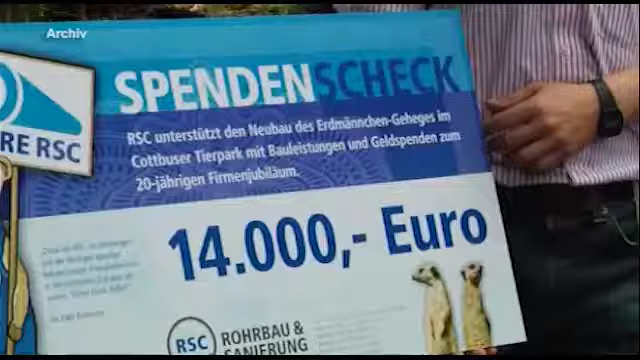 Archiv
SPENDENSCHECK
RE RSC
RSC unterstützt den Neubau des Erdmännchen-Geheges im
Cottbuser Tierpark mit Bauleistungen und Geldspenden zum
20-jährigen Firmenjubiläum.
14.000,- Euro
RSC
ROHRBAU &
SANIERUNG